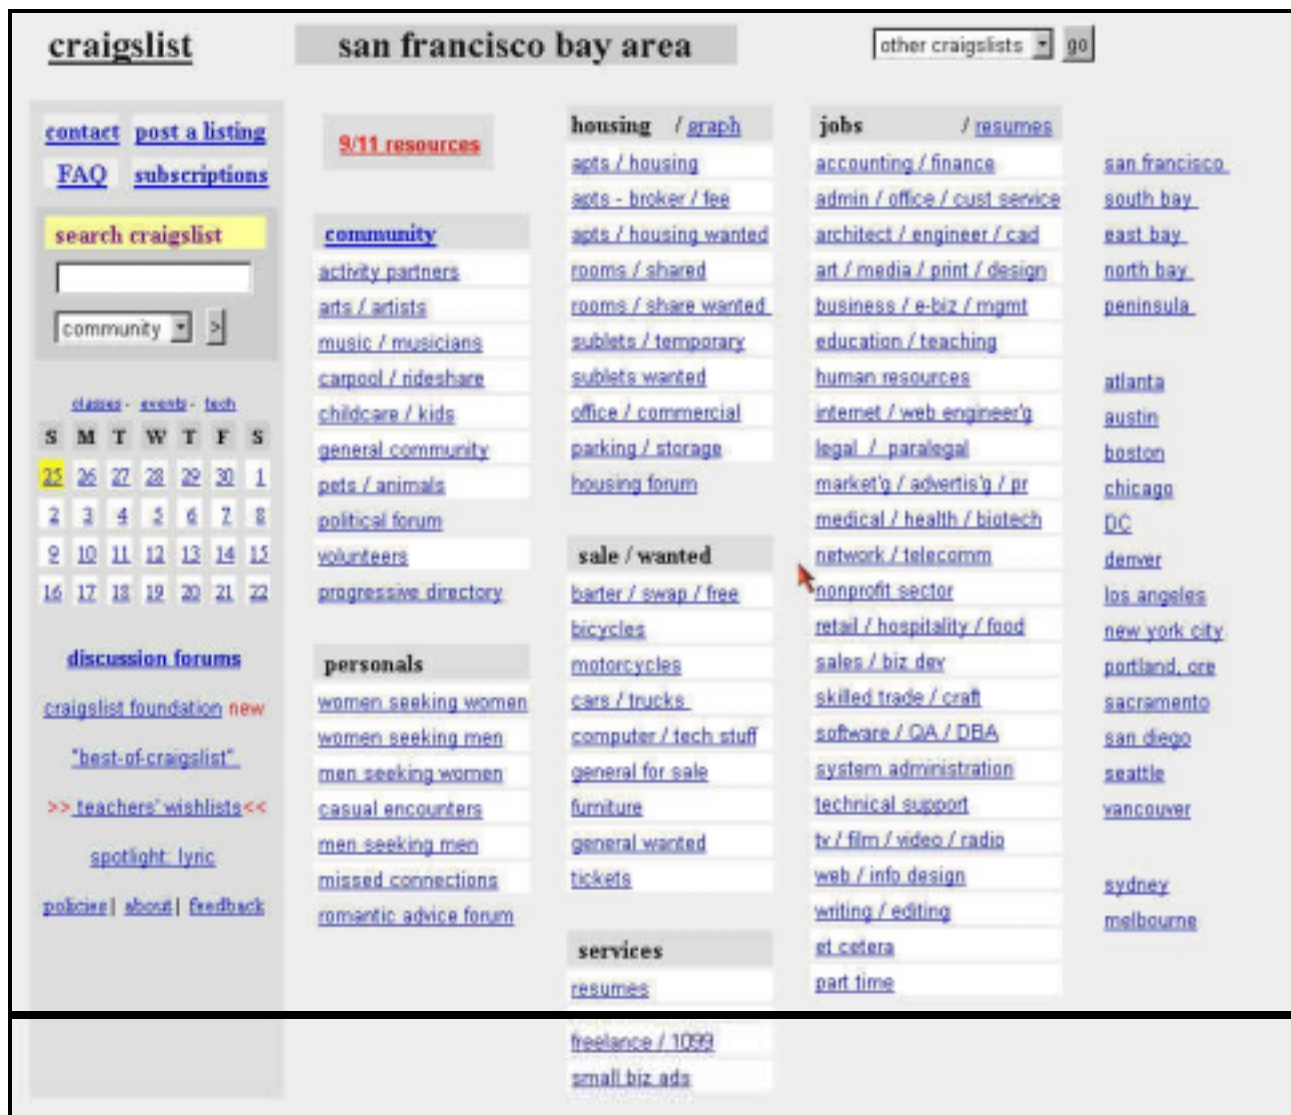 craigslist
san francisco bay area
other craigslists go
contact post a listing
FAQ subscriptions
search craigslist
community >
classes - events - tech
S M T W T F S
25 26 27 28 29 30 1
2 3 4 5 6 7 8
9 10 11 12 13 14 15
16 17 18 19 20 21 22
discussion forums
craigslist foundation new
"best-of-craigslist"
>> teachers' wishlists<<
spotlight: lyric
policies | about | feedback
9/11 resources
community
activity partners
arts / artists
music / musicians
carpool / rideshare
childcare / kids
general community
pets / animals
political forum
volunteers
progressive directory
personals
women seeking women
women seeking men
men seeking women
casual encounters
men seeking men
missed connections
romantic advice forum
housing / graph
apts / housing
apts - broker / fee
apts / housing wanted
rooms / shared
rooms / share wanted
sublets / temporary
sublets wanted
office / commercial
parking / storage
housing forum
sale / wanted
barter / swap / free
bicycles
motorcycles
cars / trucks
computer / tech stuff
general for sale
furniture
general wanted
tickets
services
resumes
freelance / 1099
small biz ads
jobs / resumes
accounting / finance
admin / office / cust service
architect / engineer / cad
art / media / print / design
business / e-biz / mgmt
education / teaching
human resources
internet / web engineer'g
legal / paralegal
market'g / advertis'g / pr
medical / health / biotech
network / telecomm
nonprofit sector
retail / hospitality / food
sales / biz dev
skilled trade / craft
software / QA / DBA
system administration
technical support
tv / film / video / radio
web / info design
writing / editing
et cetera
part time
san francisco
south bay
east bay
north bay
peninsula
atlanta
austin
boston
chicago
DC
denver
los angeles
new york city
portland, ore
sacramento
san diego
seattle
vancouver
sydney
melbourne